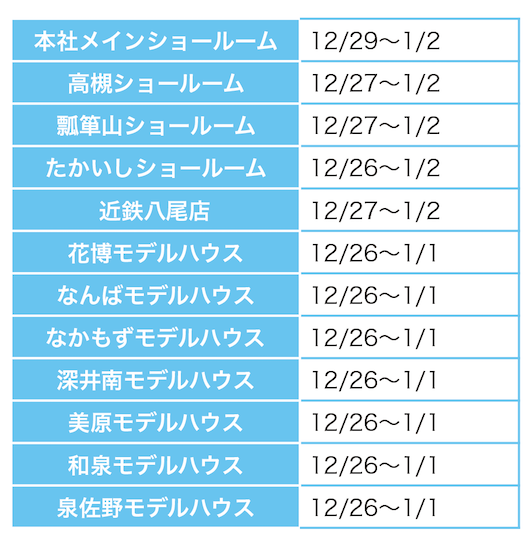 本社メインショールーム 12/29〜1/2
高槻ショールーム 12/27〜1/2
瓢箪山ショールーム 12/27〜1/2
たかいしショールーム 12/26〜1/2
近鉄八尾店 12/27〜1/2
花博モデルハウス 12/26〜1/1
なんばモデルハウス 12/26〜1/1
なかもずモデルハウス 12/26〜1/1
深井南モデルハウス 12/26〜1/1
美原モデルハウス 12/26〜1/1
和泉モデルハウス 12/26〜1/1
泉佐野モデルハウス 12/26〜1/1